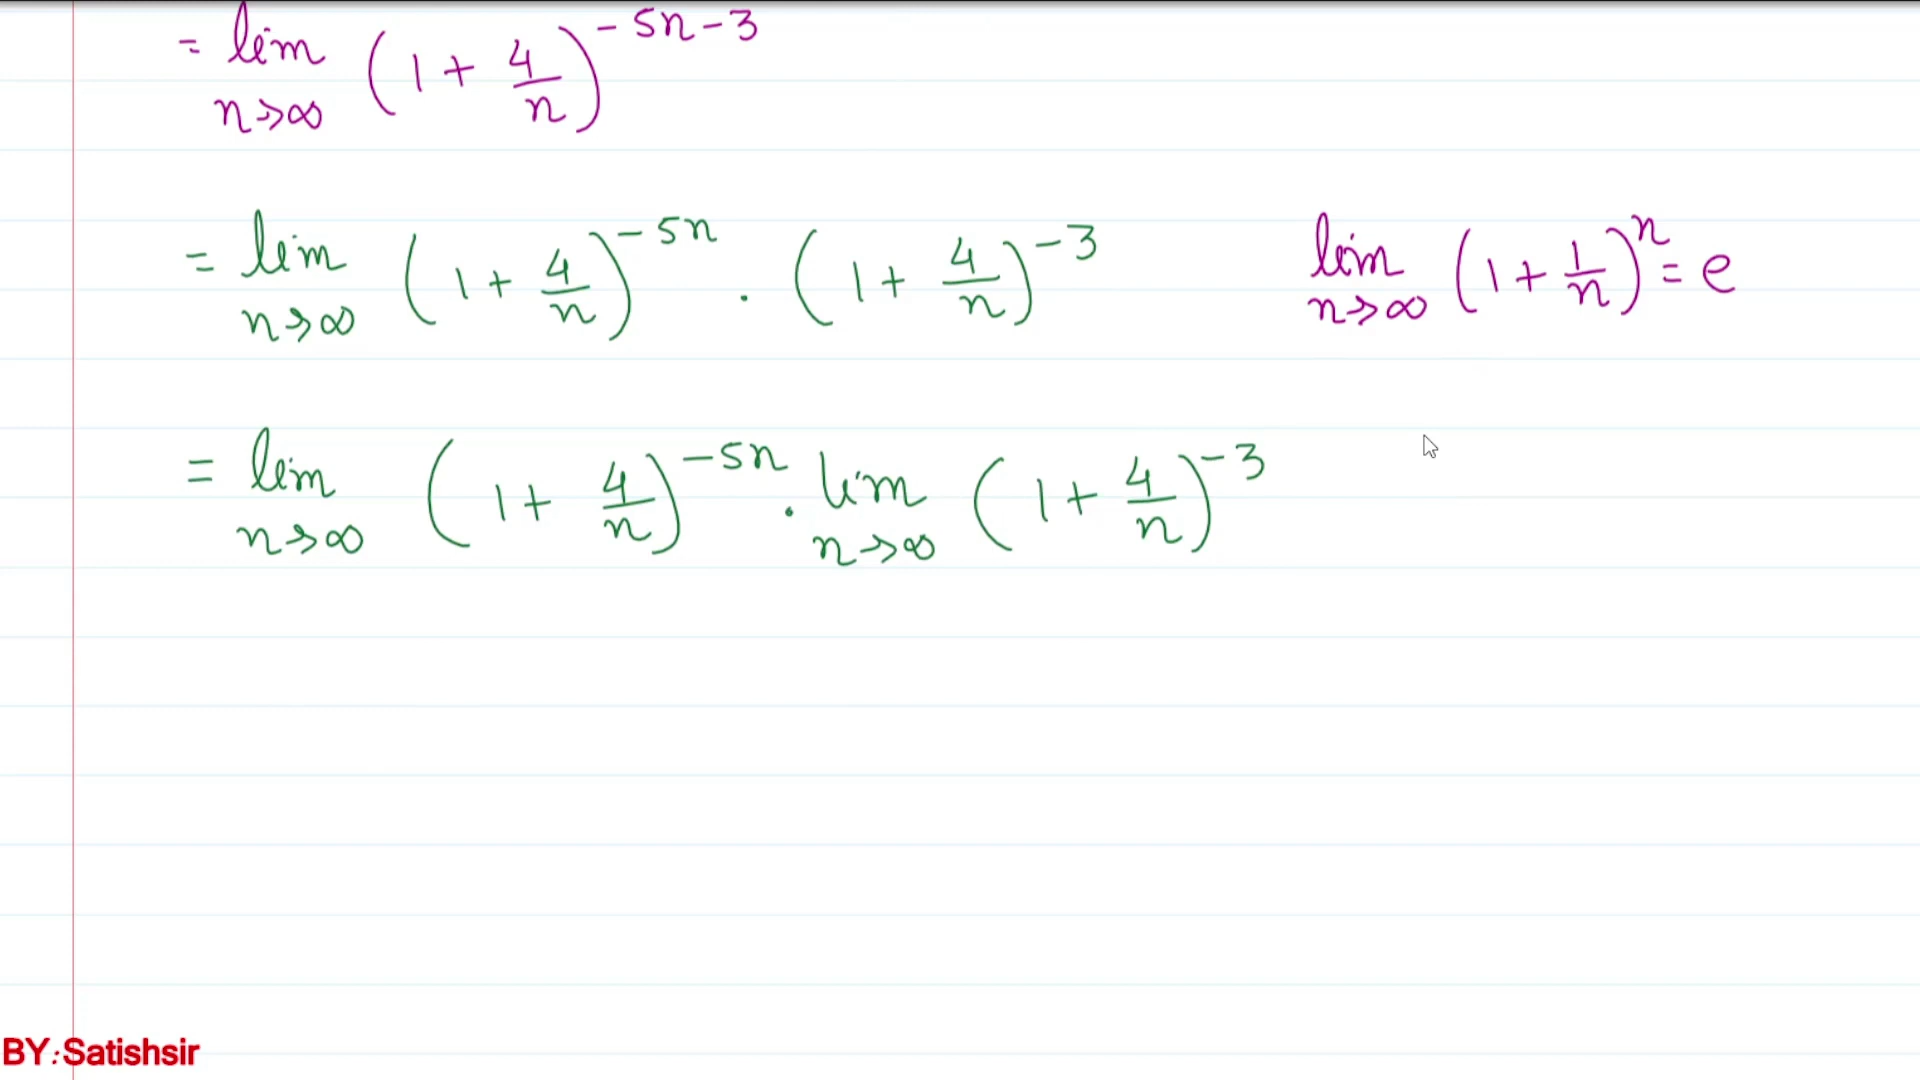 = lim n→∞ (1 + 4/n)^(-5n-3)
= lim n→∞ (1 + 4/n)^(-5n) · (1 + 4/n)^(-3)
lim n→∞ (1 + 1/n)^n = e
= lim n→∞ (1 + 4/n)^(-5n) · lim n→∞ (1 + 4/n)^(-3)
BY:Satishsir